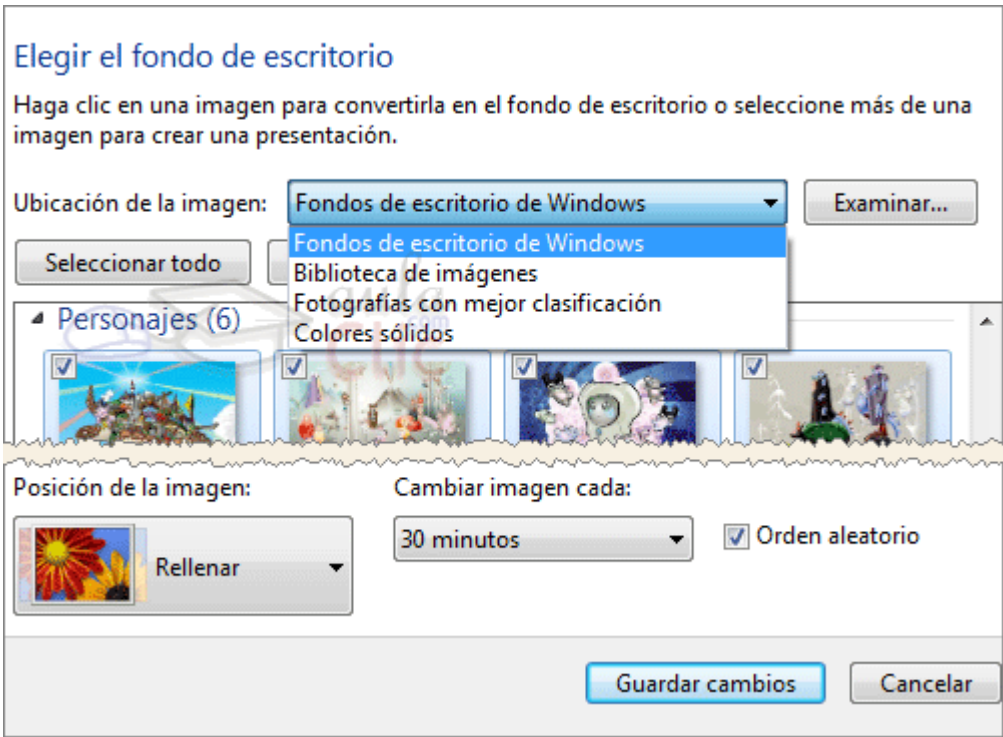 Elegir el fondo de escritorio
Haga clic en una imagen para convertirla en el fondo de escritorio o seleccione más de una
imagen para crear una presentación.
Ubicación de la imagen: Fondos de escritorio de Windows Examinar...
Fondos de escritorio de Windows
Seleccionar todo Biblioteca de imágenes
Fotografías con mejor clasificación
Personajes (6) Colores sólidos
aula
Clic
.com
Posición de la imagen: Cambiar imagen cada:
Rellenar 30 minutos Orden aleatorio
Guardar cambios Cancelar